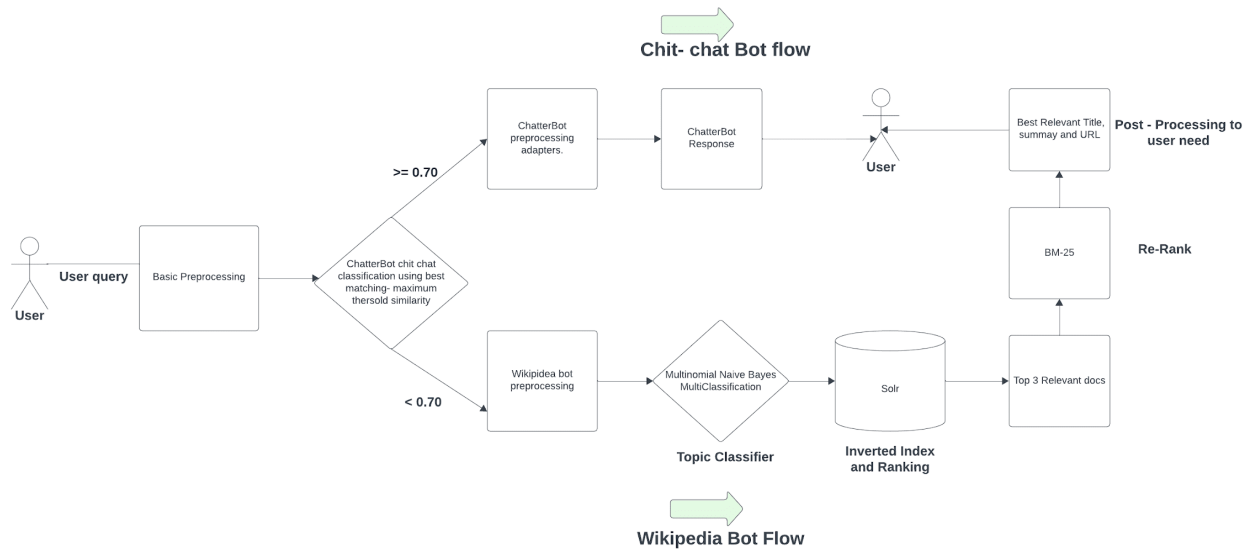 Chit- chat Bot flow
ChatterBot
preprocessing
adapters.
ChatterBot
Response
User
Best Relevant Title,
summay and URL
Post - Processing to
user need
>= 0.70
User
User query
Basic Preprocessing
ChatterBot chit chat
classification using best
matching- maximum
thersold similarity
BM-25
Re-Rank
< 0.70
Wikipidea bot
preprocessing
Multinomial Naive Bayes
MultiClassification
Topic Classifier
Solr
Inverted Index
and Ranking
Top 3 Relevant docs
Wikipedia Bot Flow